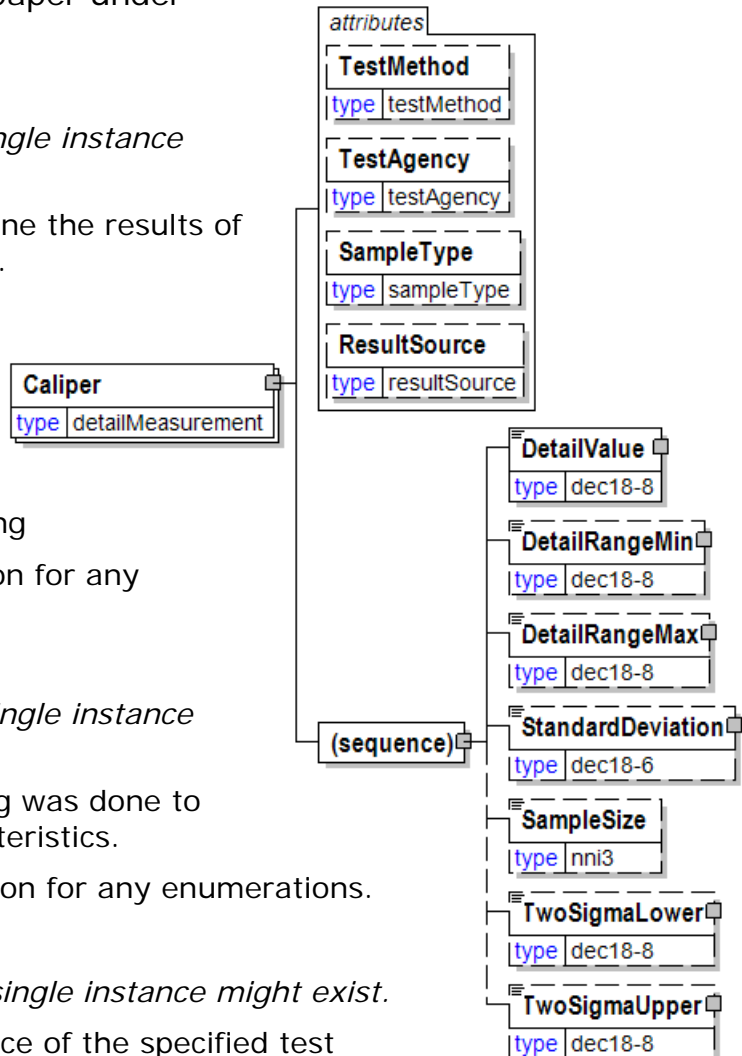 paper under
ngle instance
ne the results of
.
ng
on for any
ingle instance
g was done to
teristics.
on for any enumerations.
single instance might exist.
ce of the specified test
attributes
TestMethod
type testMethod
TestAgency
type testAgency
SampleType
type sampleType
ResultSource
type resultSource
Caliper
type detailMeasurement
(sequence)
DetailValue
type dec18-8
DetailRangeMin
type dec18-8
DetailRangeMax
type dec18-8
StandardDeviation
type dec18-6
SampleSize
type nni3
TwoSigmaLower
type dec18-8
TwoSigmaUpper
type dec18-8